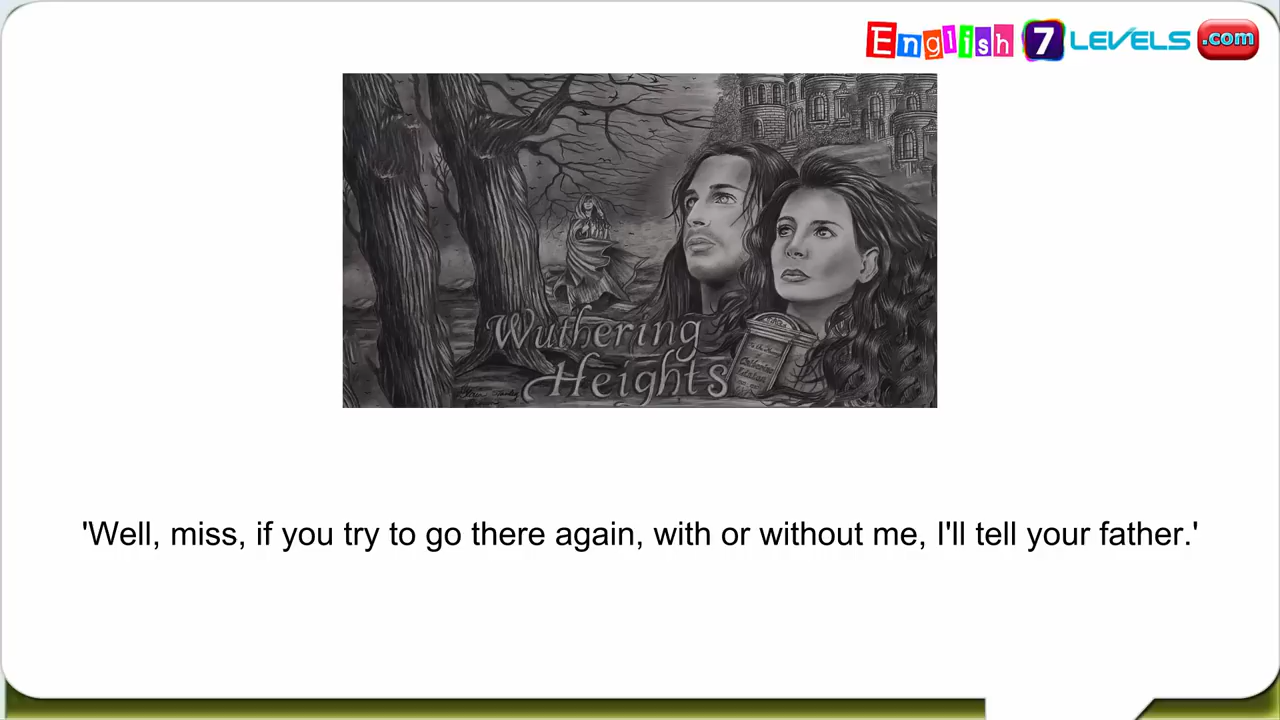 English 7 LEVELS .com
Wuthering
Heights
'Well, miss, if you try to go there again, with or without me, I'll tell your father.'